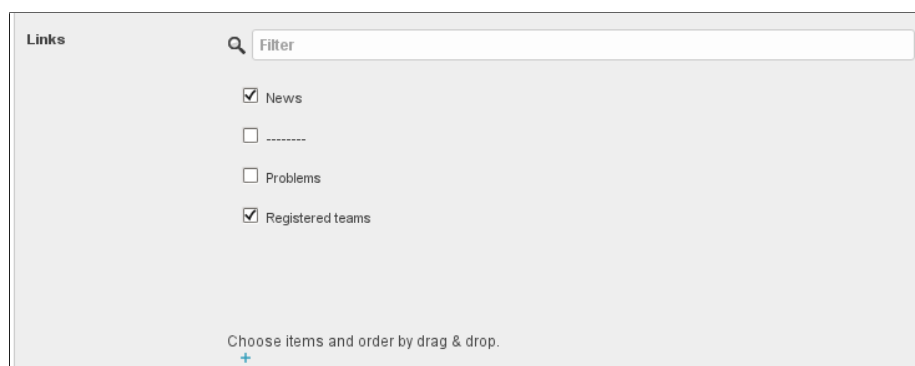 Links
Filter
News
--------
Problems
Registered teams
Choose items and order by drag & drop.
+